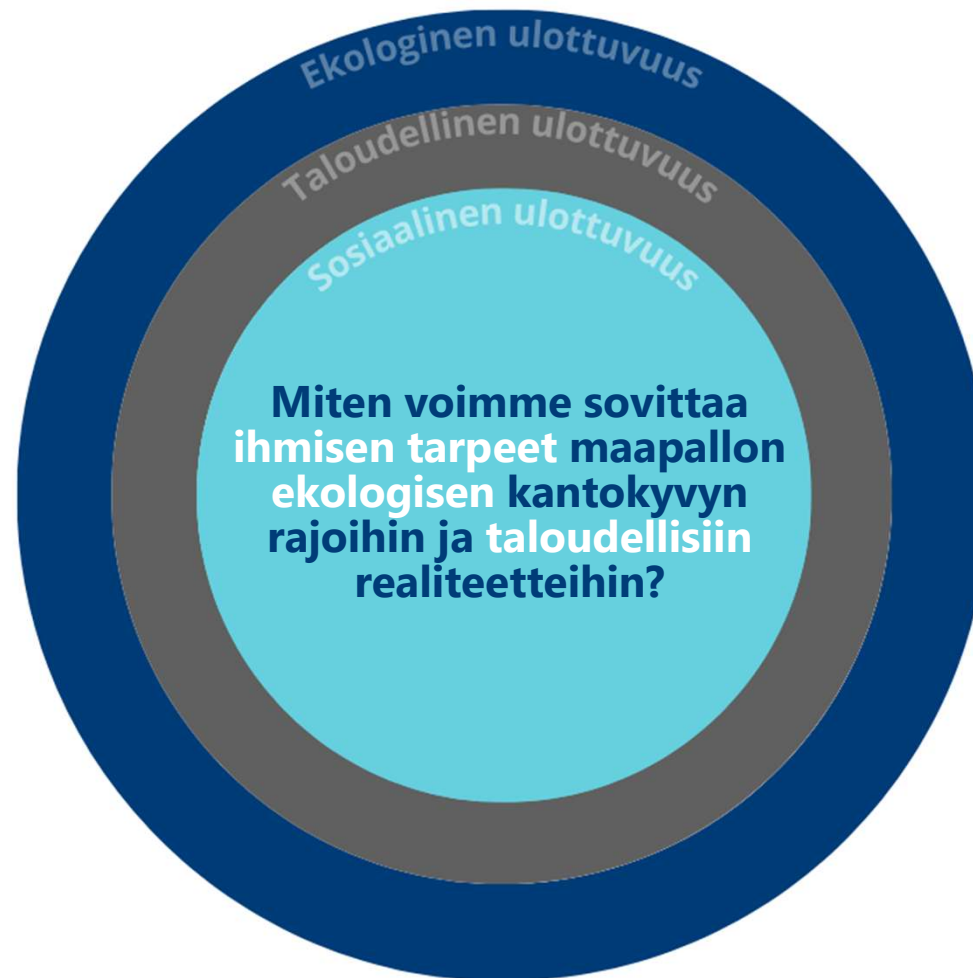 Ekologinen ulottuvuus
Taloudellinen ulottuvuus
Sosiaalinen ulottuvuus
Miten voimme sovittaa
ihmisen tarpeet maapallon
ekologisen kantokyvyn
rajoihin ja taloudellisiin
realiteetteihin?